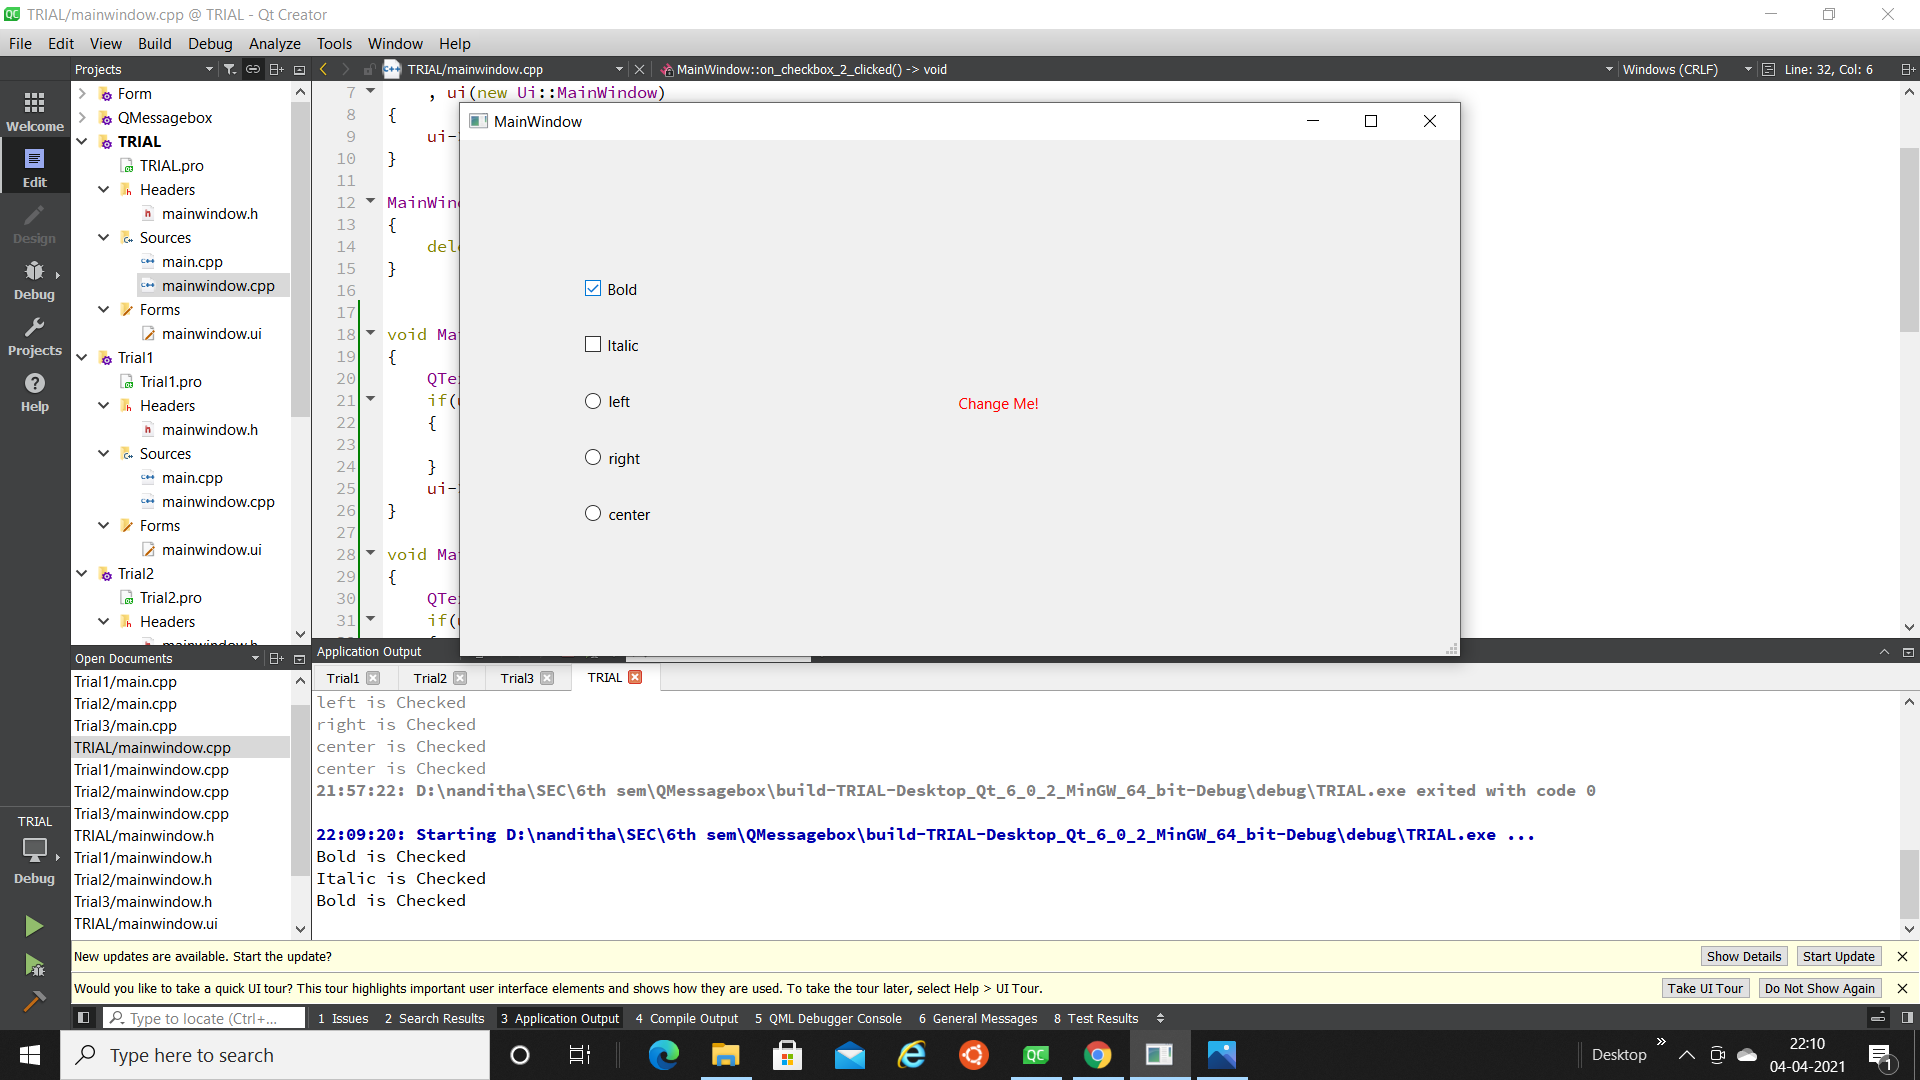 TRIAL/mainwindow.cpp @ TRIAL - Qt Creator
File Edit View Build Debug Analyze Tools Window Help
Projects
TRIAL/mainwindow.cpp
MainWindow::on_checkbox_2_clicked() -> void
Windows (CRLF)
Line: 32, Col: 6
Welcome
Edit
Design
Debug
Projects
Help
Form
QMessagebox
TRIAL
TRIAL.pro
Headers
mainwindow.h
Sources
main.cpp
mainwindow.cpp
Forms
mainwindow.ui
Trial1
Trial1.pro
Headers
mainwindow.h
Sources
main.cpp
mainwindow.cpp
Forms
mainwindow.ui
Trial2
Trial2.pro
Headers
mainwindow.h
7 , ui(new Ui::MainWindow)
8 {
9 ui-
10 }
11
12 MainWin
13 {
14 del
15 }
16
17
18 void Ma
19 {
20 QTe
21 if(
22 {
23
24 }
25 ui-
26 }
27
28 void Ma
29 {
30 QTe
31 if(
MainWindow
Bold
Italic
left
right
center
Change Me!
Open Documents
Trial1/main.cpp
Trial2/main.cpp
Trial3/main.cpp
TRIAL/mainwindow.cpp
Trial1/mainwindow.cpp
Trial2/mainwindow.cpp
Trial3/mainwindow.cpp
TRIAL/mainwindow.h
Trial1/mainwindow.h
Trial2/mainwindow.h
Trial3/mainwindow.h
TRIAL/mainwindow.ui
TRIAL
Debug
Application Output
Trial1 Trial2 Trial3 TRIAL
left is Checked
right is Checked
center is Checked
center is Checked
21:57:22: D:\nanditha\SEC\6th sem\QMessagebox\build-TRIAL-Desktop_Qt_6_0_2_MinGW_64_bit-Debug\debug\TRIAL.exe exited with code 0
22:09:20: Starting D:\nanditha\SEC\6th sem\QMessagebox\build-TRIAL-Desktop_Qt_6_0_2_MinGW_64_bit-Debug\debug\TRIAL.exe ...
Bold is Checked
Italic is Checked
Bold is Checked
New updates are available. Start the update?
Show Details
Start Update
Would you like to take a quick UI tour? This tour highlights important user interface elements and shows how they are used. To take the tour later, select Help > UI Tour.
Take UI Tour
Do Not Show Again
Type to locate (Ctrl+...
1 Issues 2 Search Results 3 Application Output 4 Compile Output 5 QML Debugger Console 6 General Messages 8 Test Results
Type here to search
QC
Desktop
22:10
04-04-2021
1